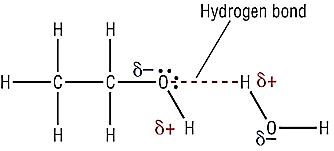 Hydrogen bond
H H
δ–
H C C O H δ+
H H δ+ H O H
δ–